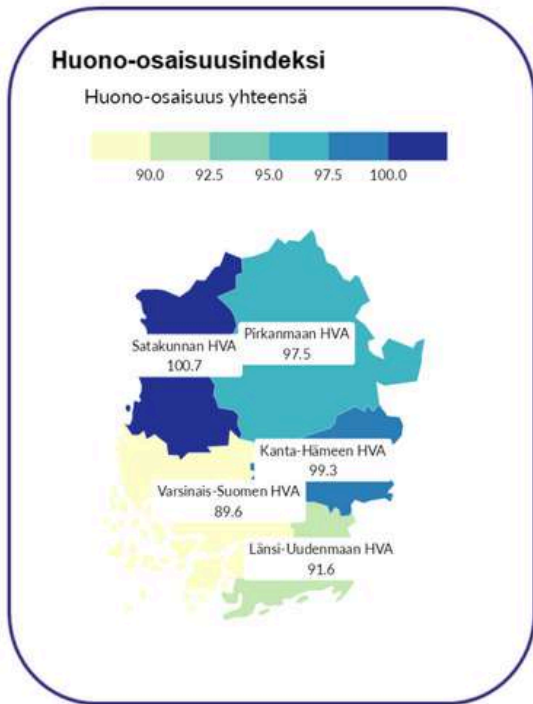 Huono-osaisuusindeksi
Huono-osaisuus yhteensä
90.0 92.5 95.0 97.5 100.0
Pirkanmaan HVA
97.5
Satakunnan HVA
100.7
Kanta-Hämeen HVA
99.3
Varsinais-Suomen HVA
89.6
Länsi-Uudenmaan HVA
91.6